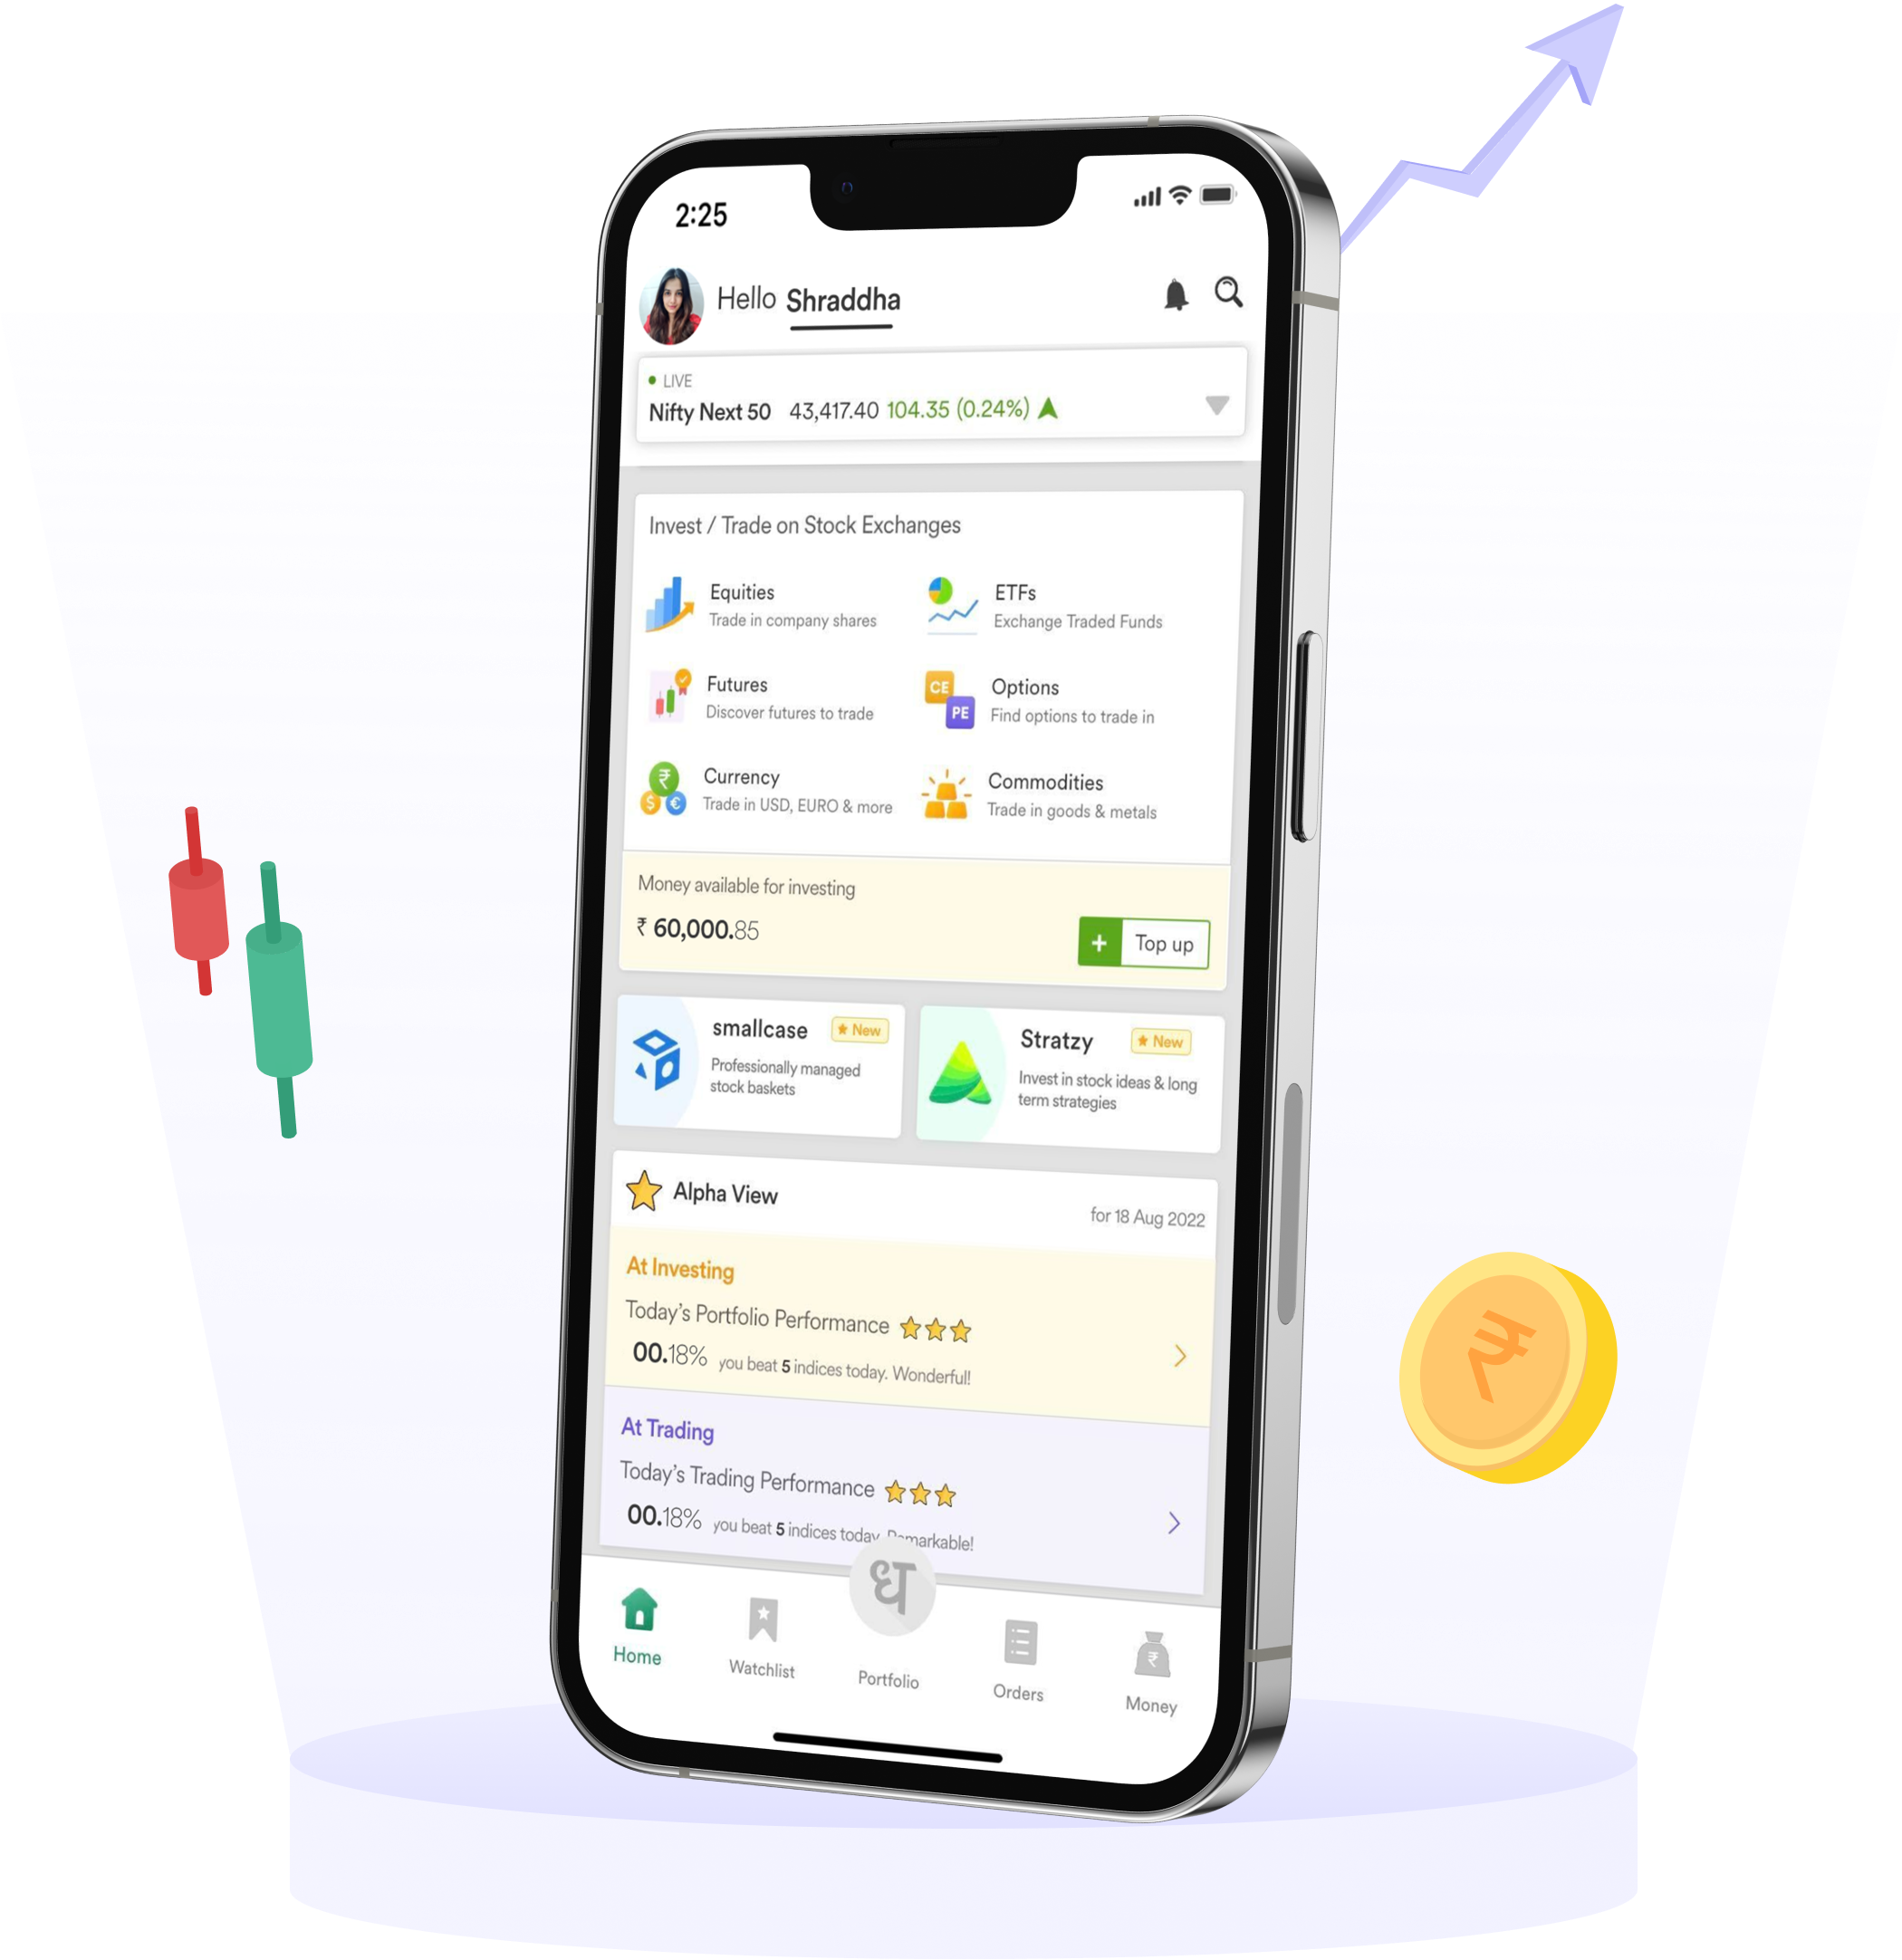 2:25
Hello Shraddha
LIVE
Nifty Next 50 43,417.40 104.35 (0.24%)
Invest / Trade on Stock Exchanges
Equities
Trade in company shares
ETFs
Exchange Traded Funds
Futures
Discover futures to trade
CE
PE
Options
Find options to trade in
₹
$ €
Currency
Trade in USD, EURO & more
Commodities
Trade in goods & metals
Money available for investing
₹ 60,000.85
+ Top up
smallcase
New
Professionally managed
stock baskets
Stratzy
New
Invest in stock ideas & long
term strategies
Alpha View
for 18 Aug 2022
At Investing
Today's Portfolio Performance
00.18% you beat 5 indices today. Wonderful!
At Trading
Today's Trading Performance
00.18% you beat 5 indices today. Remarkable!
ध
₹
Home
Watchlist
Portfolio
Orders
Money
₹